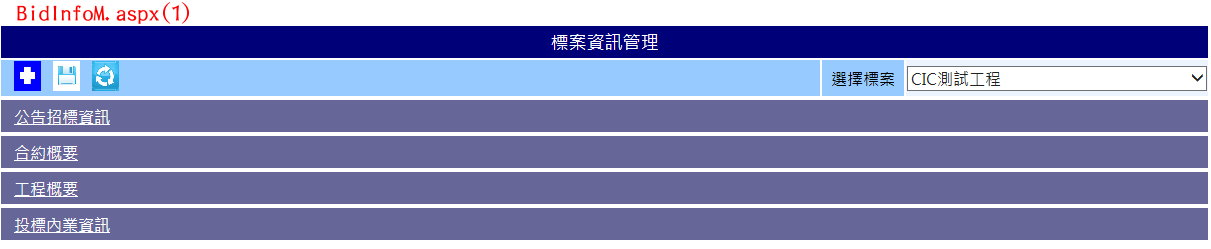 BidInfoM.aspx(1)
標案資訊管理
選擇標案 CIC測試工程
公告招標資訊
合約概要
工程概要
投標內業資訊